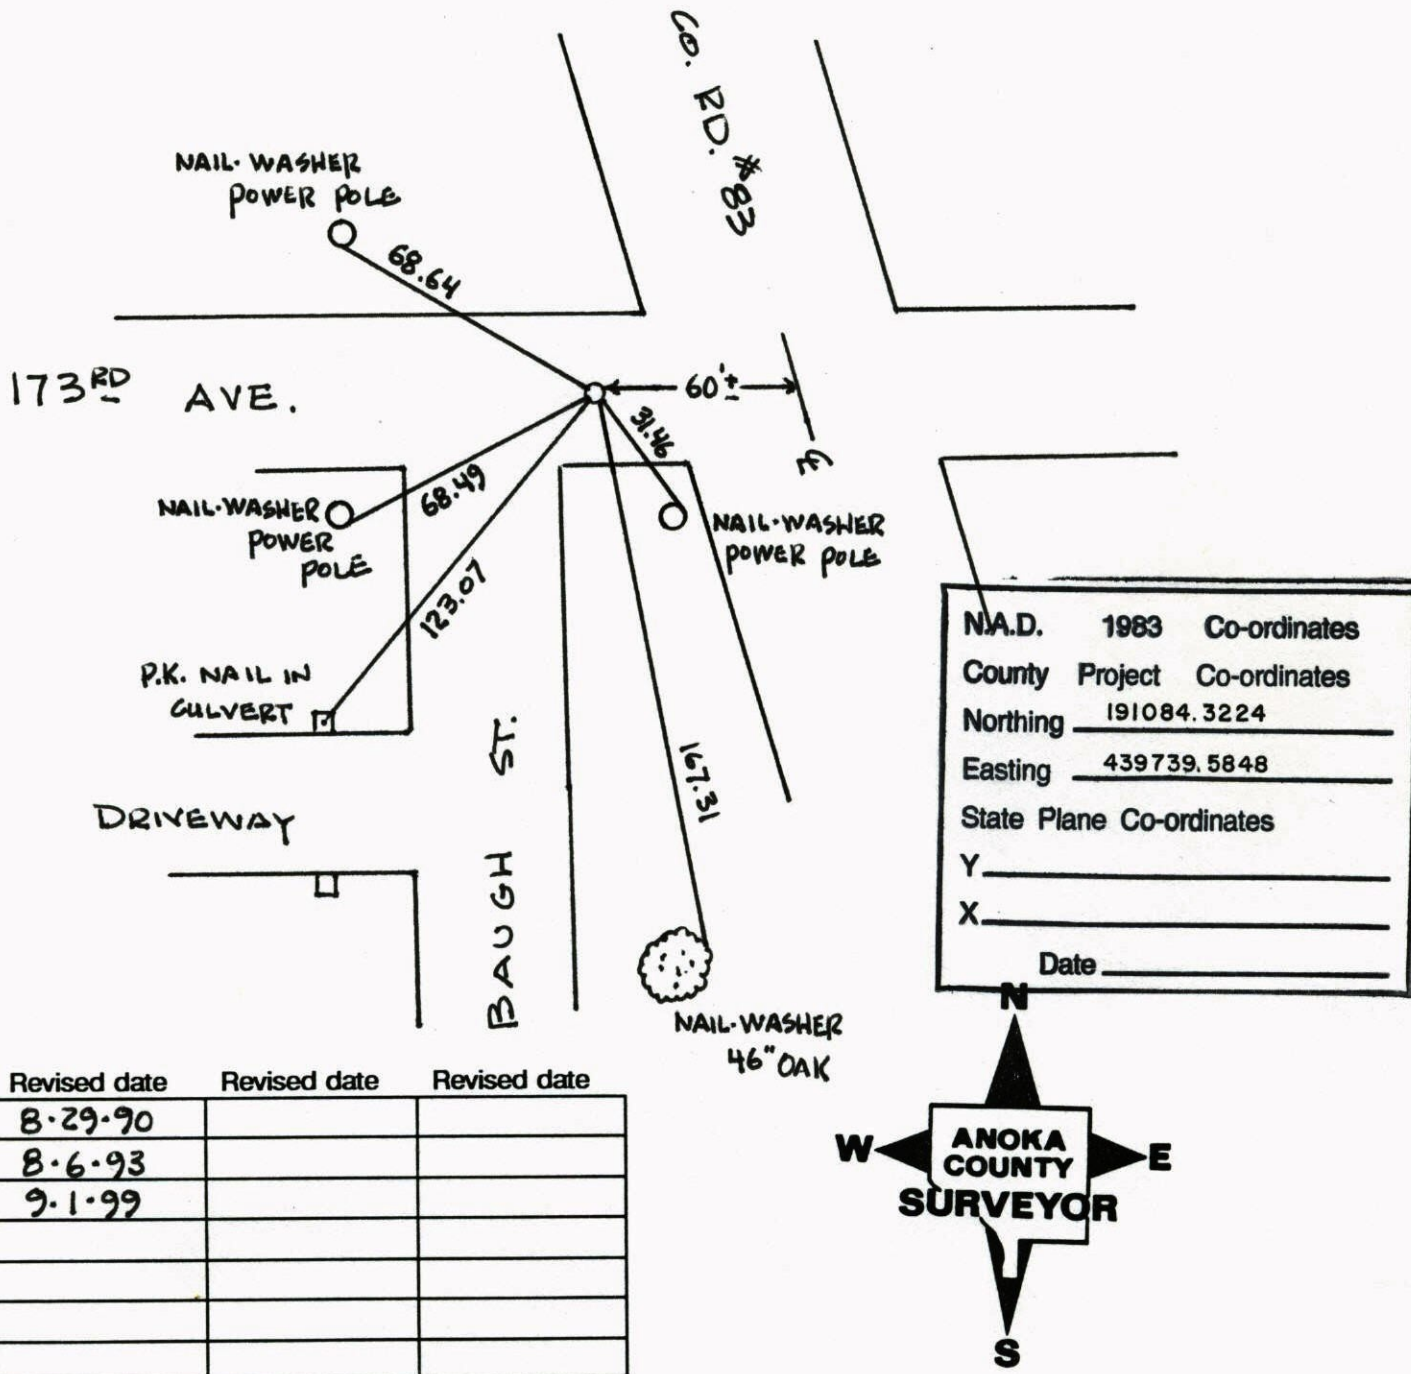 CO. RD. #83
NAIL-WASHER
POWER POLE
68.64
173RD AVE.
60'±
31.46
68.49
NAIL-WASHER
POWER
POLE
NAIL-WASHER
POWER POLE
123.07
P.K. NAIL IN
CULVERT
167.31
DRIVEWAY
BAUGH ST.
NAIL-WASHER
46" OAK
N.A.D. 1983 Co-ordinates
County Project Co-ordinates
Northing 191084.3224
Easting 439739.5848
State Plane Co-ordinates
Y
X
Date
N
W
ANOKA
COUNTY
SURVEYOR
E
S
Revised date Revised date Revised date
8-29-90
8-6-93
9-1-99